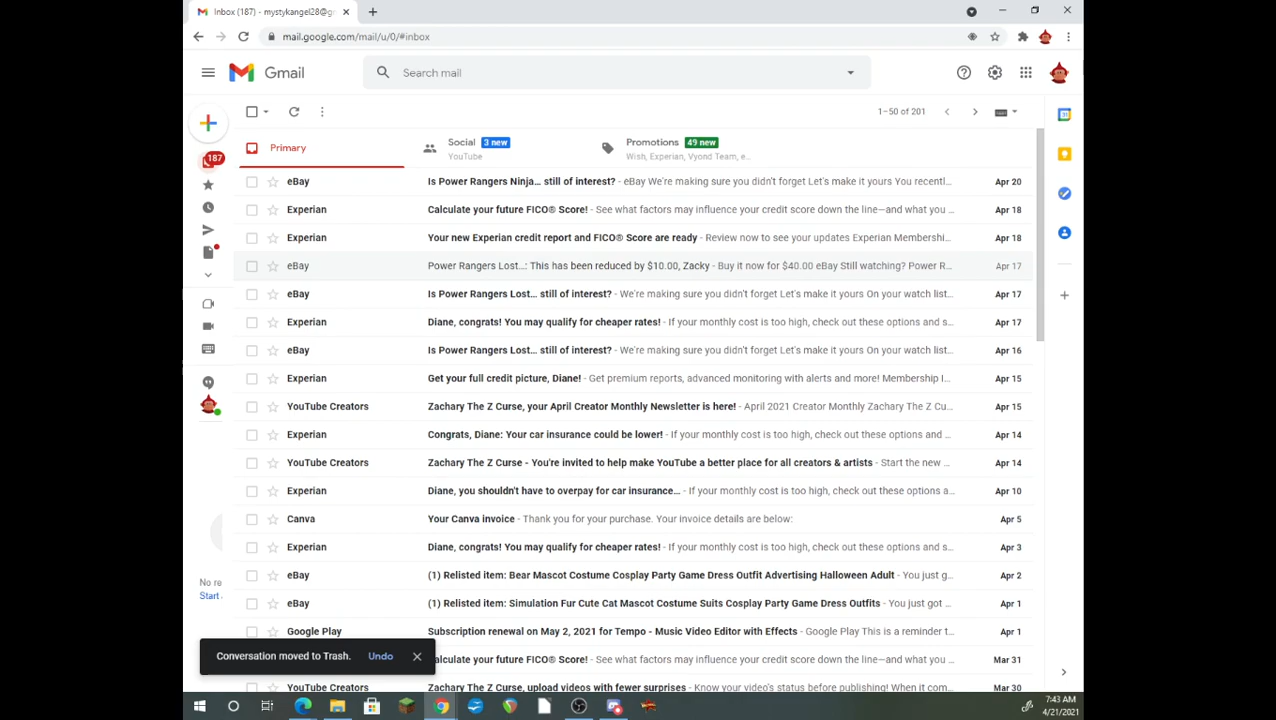 Inbox (187) - mystykangel28@g
mail.google.com/mail/u/0/#inbox
Gmail
Search mail
1–50 of 201
187
Primary
Social 3 new
YouTube
Promotions 49 new
Wish, Experian, Vyond Team, e...
eBay Is Power Rangers Ninja... still of interest? - eBay We're making sure you didn't forget Let's make it yours You recentl... Apr 20
Experian Calculate your future FICO® Score! - See what factors may influence your credit score down the line—and what you ... Apr 18
Experian Your new Experian credit report and FICO® Score are ready - Review now to see your updates Experian Membershi... Apr 18
eBay Power Rangers Lost...: This has been reduced by $10.00, Zacky - Buy it now for $40.00 eBay Still watching? Power R... Apr 17
eBay Is Power Rangers Lost... still of interest? - We're making sure you didn't forget Let's make it yours On your watch list... Apr 17
Experian Diane, congrats! You may qualify for cheaper rates! - If your monthly cost is too high, check out these options and s... Apr 17
eBay Is Power Rangers Lost... still of interest? - We're making sure you didn't forget Let's make it yours On your watch list... Apr 16
Experian Get your full credit picture, Diane! - Get premium reports, advanced monitoring with alerts and more! Membership I... Apr 15
YouTube Creators Zachary The Z Curse, your April Creator Monthly Newsletter is here! - April 2021 Creator Monthly Zachary The Z Cu... Apr 15
Experian Congrats, Diane: Your car insurance could be lower! - If your monthly cost is too high, check out these options and ... Apr 14
YouTube Creators Zachary The Z Curse - You're invited to help make YouTube a better place for all creators & artists - Start the new ... Apr 14
Experian Diane, you shouldn't have to overpay for car insurance... - If your monthly cost is too high, check out these options a... Apr 10
Canva Your Canva invoice - Thank you for your purchase. Your invoice details are below: Apr 5
Experian Diane, congrats! You may qualify for cheaper rates! - If your monthly cost is too high, check out these options and s... Apr 3
eBay (1) Relisted item: Bear Mascot Costume Cosplay Party Game Dress Outfit Advertising Halloween Adult - You just g... Apr 2
No re
Start
eBay (1) Relisted item: Simulation Fur Cute Cat Mascot Costume Suits Cosplay Party Game Dress Outfits - You just got ... Apr 1
Google Play Subscription renewal on May 2, 2021 for Tempo - Music Video Editor with Effects - Google Play This is a reminder t... Apr 1
Conversation moved to Trash. Undo
alculate your future FICO® Score! - See what factors may influence your credit score down the line—and what you ... Mar 31
YouTube Creators Zachary The Z Curse, upload videos with fewer surprises - Know your video's status before publishing! When it com... Mar 30
7:43 AM
4/21/2021